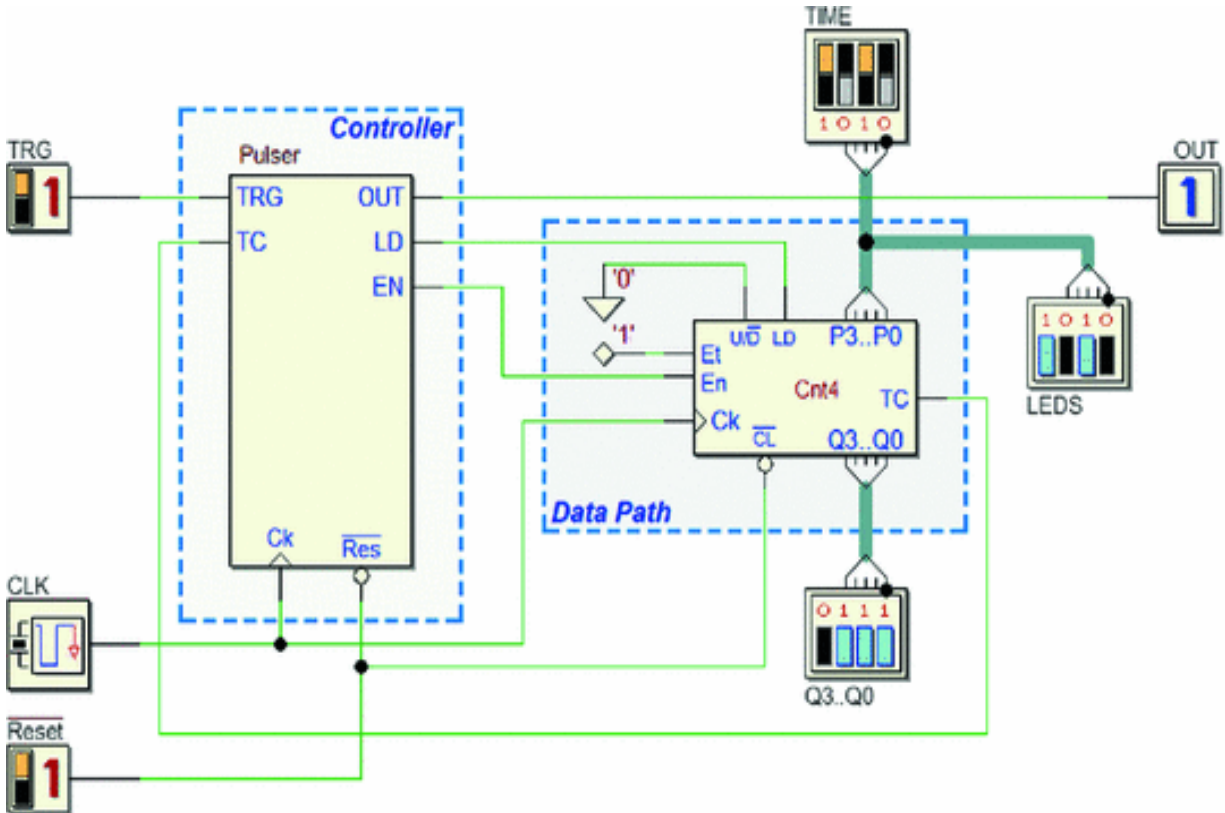 TIME
1 0 1 0
Controller
TRG
1
Pulser
TRG
OUT
TC
LD
EN
OUT
1
'0'
'1'
U/D LD P3..P0
Et
En
Cnt4
TC
Ck
CL
Q3..Q0
1 0 1 0
LEDS
Data Path
Ck
Res
CLK
0 1 1 1
Q3..Q0
Reset
1